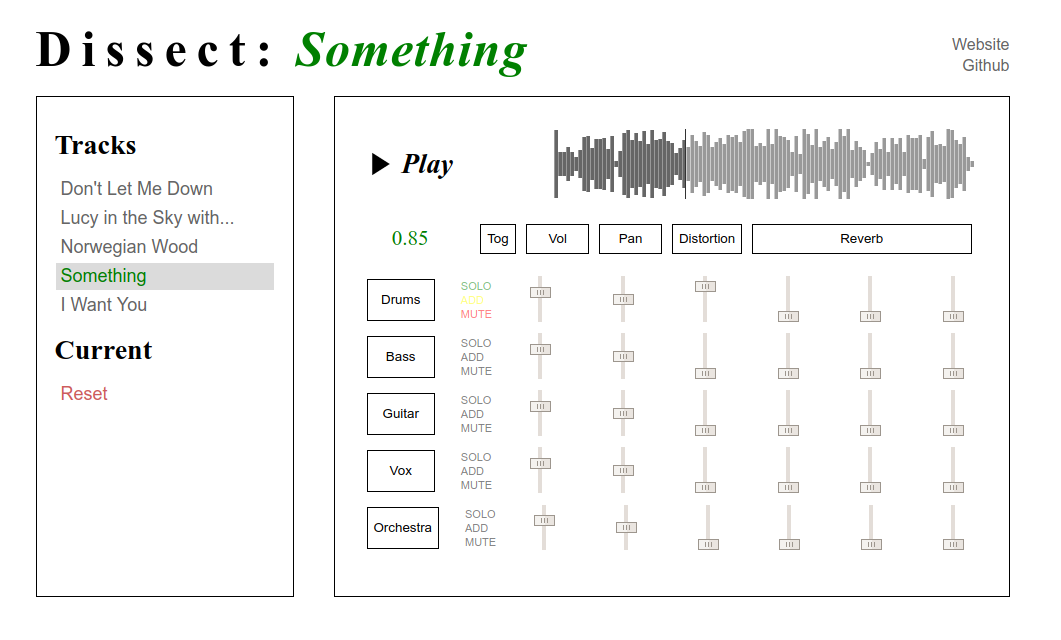 Dissect: Something
Website
Github
Tracks
Don't Let Me Down
Lucy in the Sky with...
Norwegian Wood
Something
I Want You
Current
Reset
Play
0.85 Tog Vol Pan Distortion Reverb
Drums
SOLO
ADD
MUTE
Bass
SOLO
ADD
MUTE
Guitar
SOLO
ADD
MUTE
Vox
SOLO
ADD
MUTE
Orchestra
SOLO
ADD
MUTE